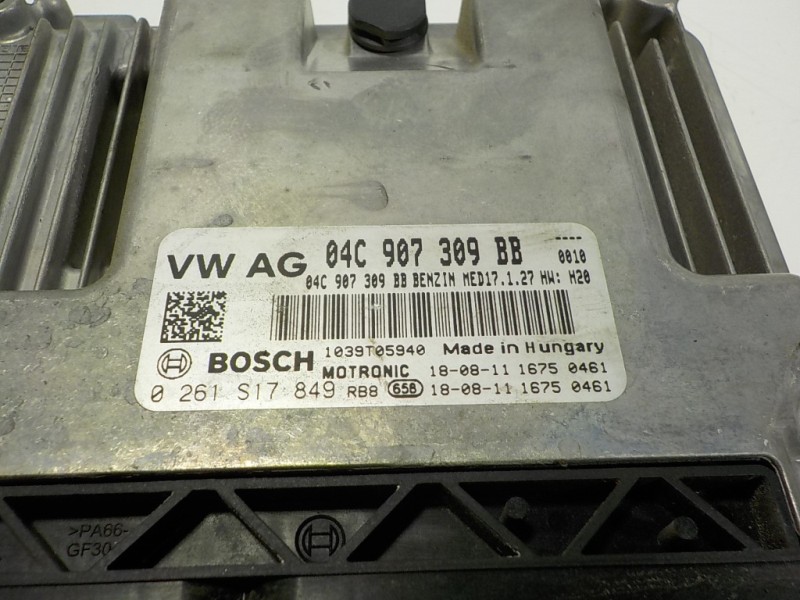 VW AG 04C 907 309 BB ---- 0010
04C 907 309 BB BENZIN MED17.1.27 HW: H20
1039T05940 Made in Hungary
BOSCH MOTRONIC 18-08-11 1675 0461
0 261 S17 849 RB8 658 18-08-11 1675 0461
>PA66-
GF30